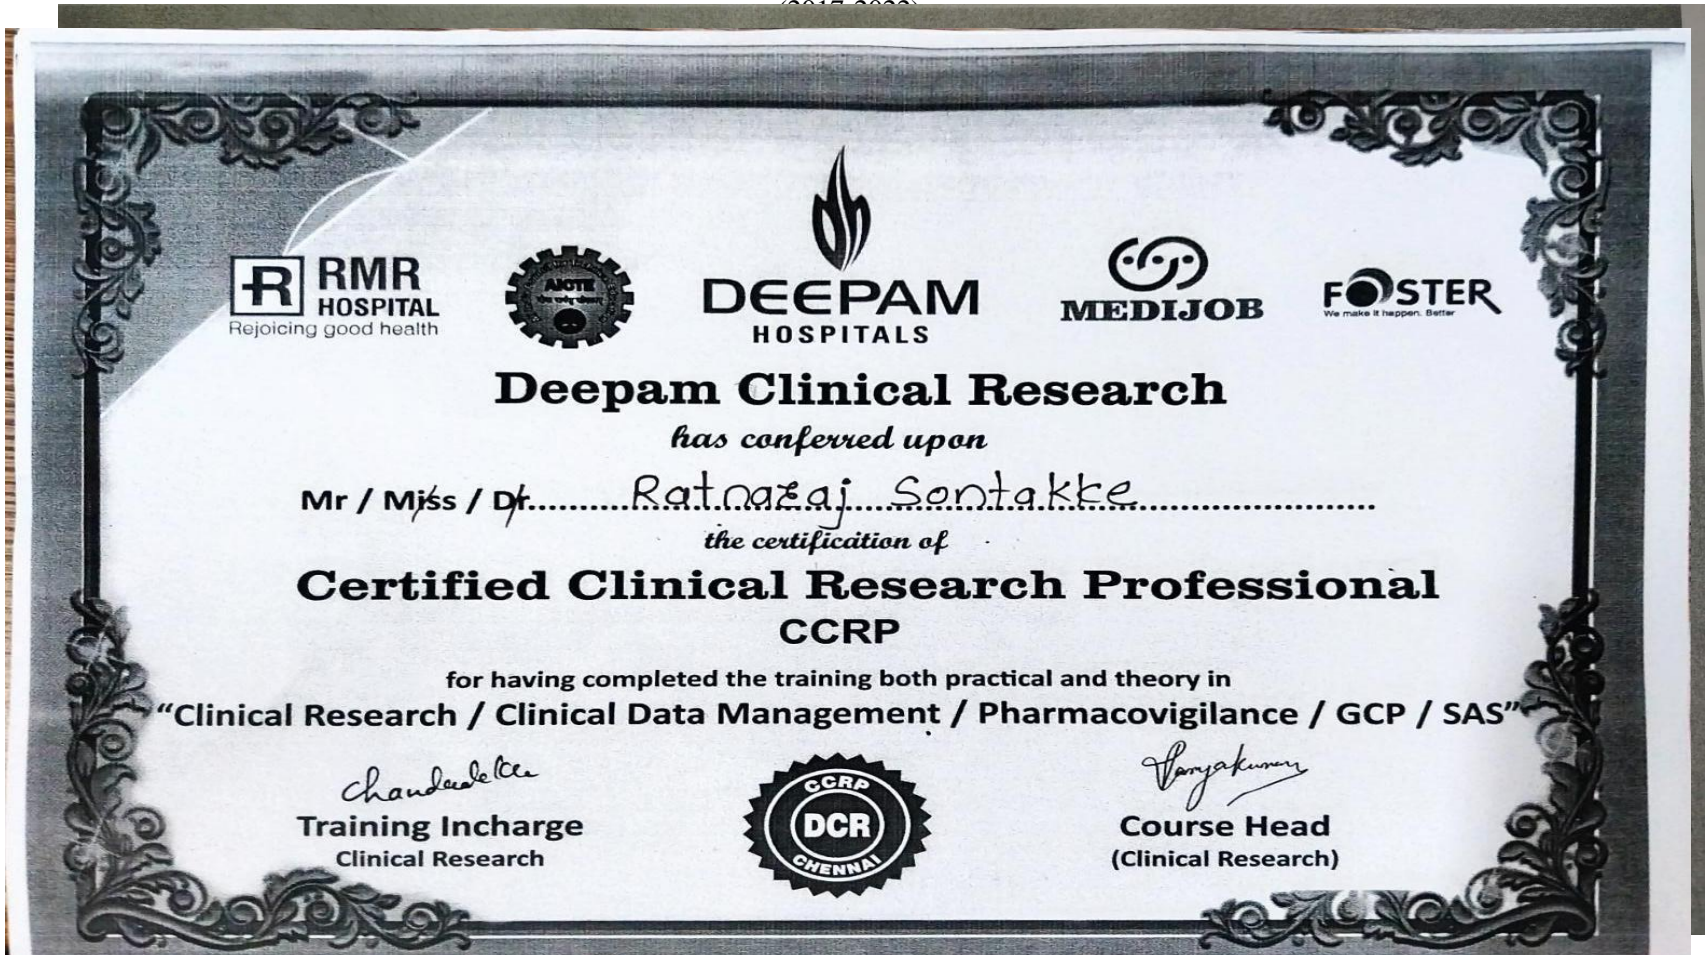 (2017-2022)
RMR
HOSPITAL
Rejoicing good health
AICTE
DEEPAM
HOSPITALS
MEDIJOB
FOSTER
We make it happen. Better
Deepam Clinical Research
has conferred upon
Mr / Miss / Dr. Ratnaraj Sontakke
the certification of
Certified Clinical Research Professional
CCRP
for having completed the training both practical and theory in
“Clinical Research / Clinical Data Management / Pharmacovigilance / GCP / SAS”
Training Incharge
Clinical Research
CCRP
DCR
CHENNAI
Course Head
(Clinical Research)